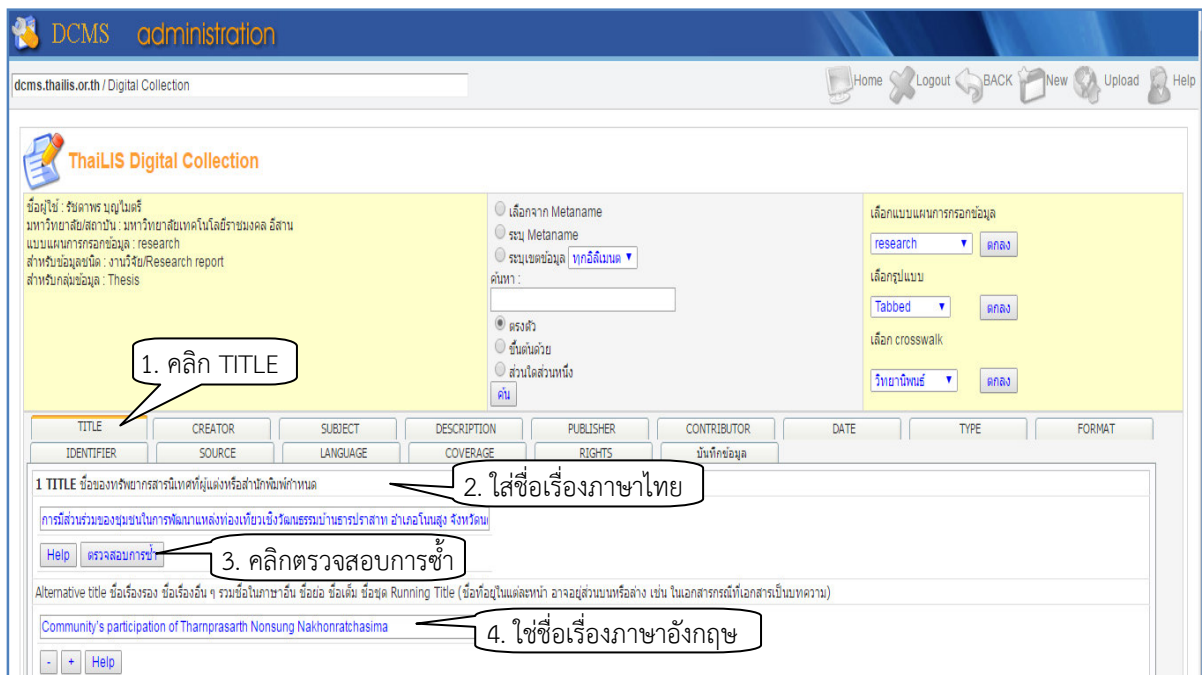 DCMS administration
dcms.thailis.or.th / Digital Collection
Home Logout BACK New Upload Help
ThaiLIS Digital Collection
ชื่อผู้ใช้ : รัชดาพร บุญไมตรี
มหาวิทยาลัย/สถาบัน : มหาวิทยาลัยเทคโนโลยีราชมงคล อีสาน
แบบแผนการกรอกข้อมูล : research
สำหรับข้อมูลชนิด : งานวิจัย/Research report
สำหรับกลุ่มข้อมูล : Thesis
เลือกจาก Metaname
ระบุ Metaname
ระบุเขตข้อมูล ทุกอิลิเมนต
ค้นหา :
ตรงตัว
ขึ้นต้นด้วย
ส่วนใดส่วนหนึ่ง
ค้น
เลือกแบบแผนการกรอกข้อมูล
research ตกลง
เลือกรูปแบบ
Tabbed ตกลง
เลือก crosswalk
วิทยานิพนธ์ ตกลง
1. คลิก TITLE
TITLE CREATOR SUBJECT DESCRIPTION PUBLISHER CONTRIBUTOR DATE TYPE FORMAT
IDENTIFIER SOURCE LANGUAGE COVERAGE RIGHTS บันทึกข้อมูล
1 TITLE ชื่อของทรัพยากรสารนิเทศที่ผู้แต่งหรือสำนักพิมพ์กำหนด
2. ใส่ชื่อเรื่องภาษาไทย
การมีส่วนร่วมของชุมชนในการพัฒนาแหล่งท่องเที่ยวเชิงวัฒนธรรมบ้านธารปราสาท อำเภอโนนสูง จังหวัดน
Help ตรวจสอบการซ้ำ
3. คลิกตรวจสอบการซ้ำ
Alternative title ชื่อเรื่องรอง ชื่อเรื่องอื่น ๆ รวมชื่อในภาษาอื่น ชื่อย่อ ชื่อเต็ม ชื่อชุด Running Title (ชื่อที่อยู่ในแต่ละหน้า อาจอยู่ส่วนบนหรือล่าง เช่น ในเอกสารกรณีที่เอกสารเป็นบทความ)
Community's participation of Tharnprasarth Nonsung Nakhonratchasima
4. ใช่ชื่อเรื่องภาษาอังกฤษ
- + Help